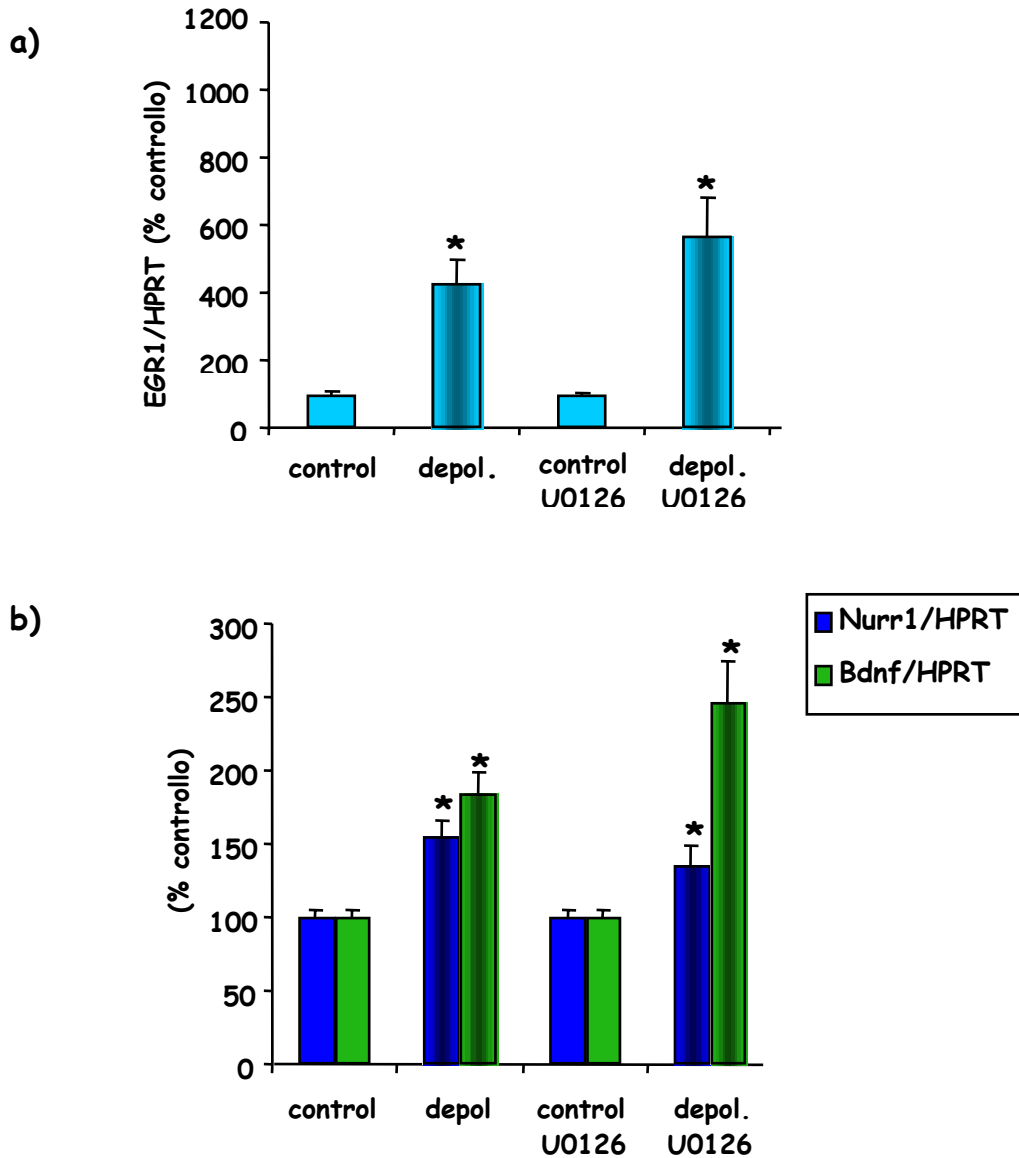 a)
EGR1/HPRT (% controllo)
1200
1000
800
600
400
200
0
*
*
control
depol.
control
U0126
depol.
U0126
b)
(% controllo)
300
250
200
150
100
50
0
*
*
*
*
control
depol
control
U0126
depol.
U0126
Nurr1/HPRT
Bdnf/HPRT